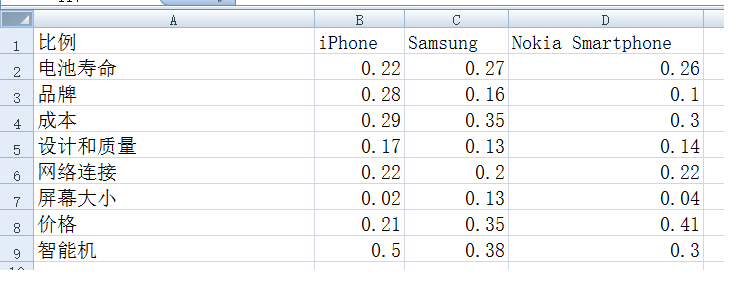 A B C D
1 比例 iPhone Samsung Nokia Smartphone
2 电池寿命 0.22 0.27 0.26
3 品牌 0.28 0.16 0.1
4 成本 0.29 0.35 0.3
5 设计和质量 0.17 0.13 0.14
6 网络连接 0.22 0.2 0.22
7 屏幕大小 0.02 0.13 0.04
8 价格 0.21 0.35 0.41
9 智能机 0.5 0.38 0.3